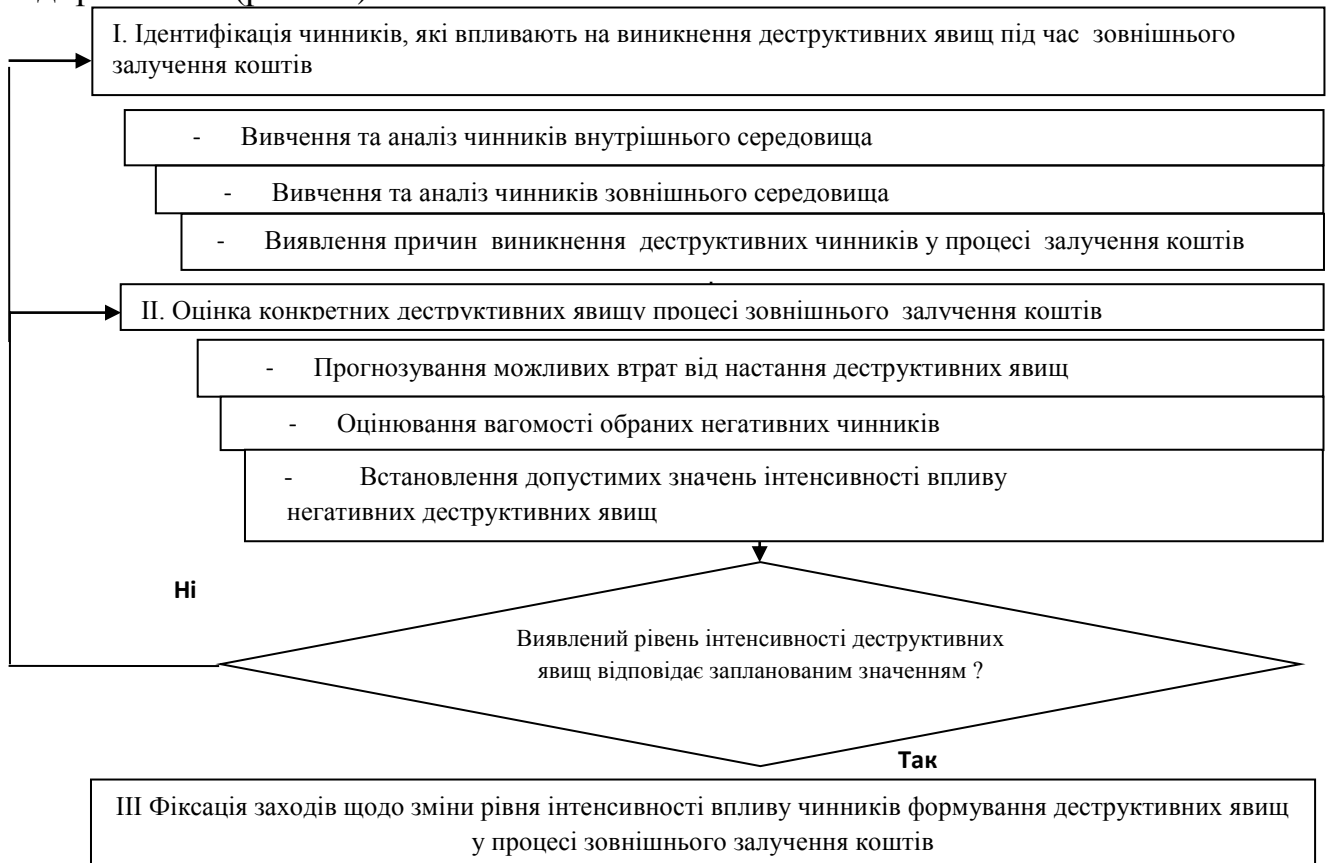 І. Ідентифікація чинників, які впливають на виникнення деструктивних явищ під час зовнішнього
залучення коштів
- Вивчення та аналіз чинників внутрішнього середовища
- Вивчення та аналіз чинників зовнішнього середовища
- Виявлення причин виникнення деструктивних чинників у процесі залучення коштів
ІІ. Оцінка конкретних деструктивних явищу процесі зовнішнього залучення коштів
- Прогнозування можливих втрат від настання деструктивних явищ
- Оцінювання вагомості обраних негативних чинників
- Встановлення допустимих значень інтенсивності впливу
негативних деструктивних явищ
Ні
Виявлений рівень інтенсивності деструктивних
явищ відповідає запланованим значенням ?
Так
ІІІ Фіксація заходів щодо зміни рівня інтенсивності впливу чинників формування деструктивних явищ
у процесі зовнішнього залучення коштів